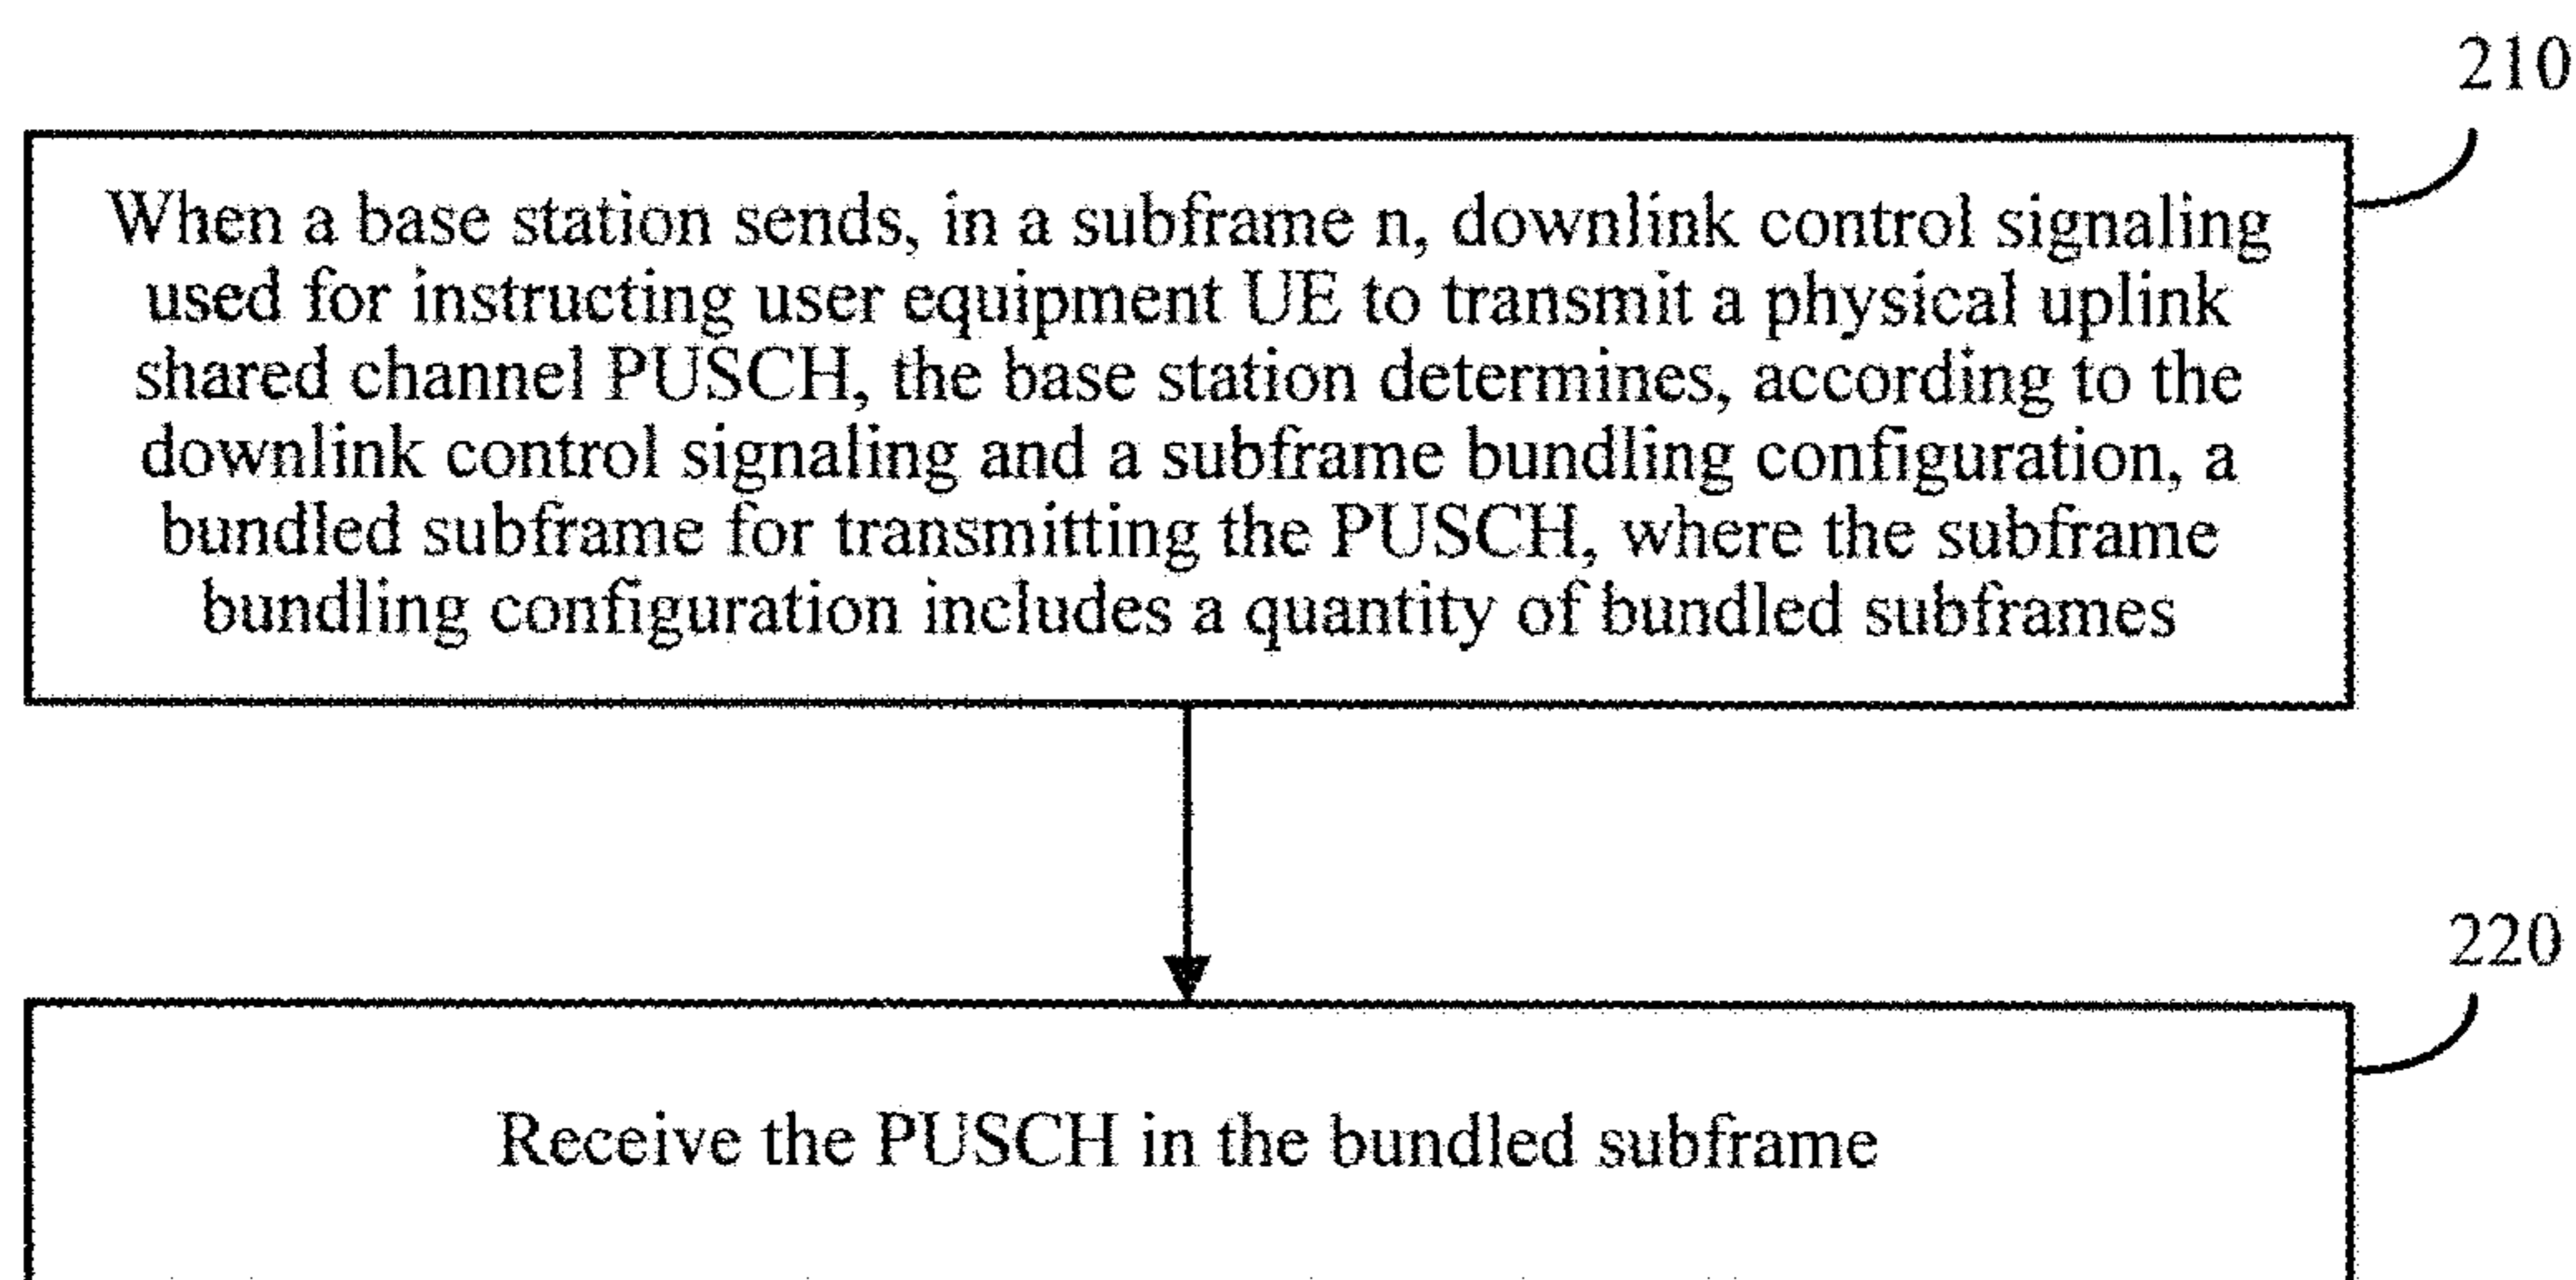 210
When a base station sends, in a subframe n, downlink control signaling
used for instructing user equipment UE to transmit a physical uplink
shared channel PUSCH, the base station determines, according to the
downlink control signaling and a subframe bundling configuration, a
bundled subframe for transmitting the PUSCH, where the subframe
bundling configuration includes a quantity of bundled subframes
220
Receive the PUSCH in the bundled subframe